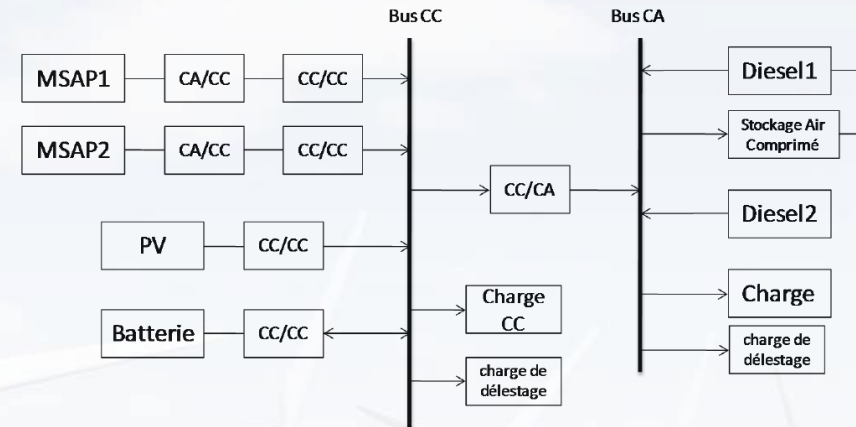 Bus CC
Bus CA
MSAP1
CA/CC
CC/CC
Diesel1
MSAP2
CA/CC
CC/CC
Stockage Air
Comprimé
CC/CA
Diesel2
PV
CC/CC
Charge
CC
Charge
Batterie
CC/CC
charge de
délestage
charge de
délestage